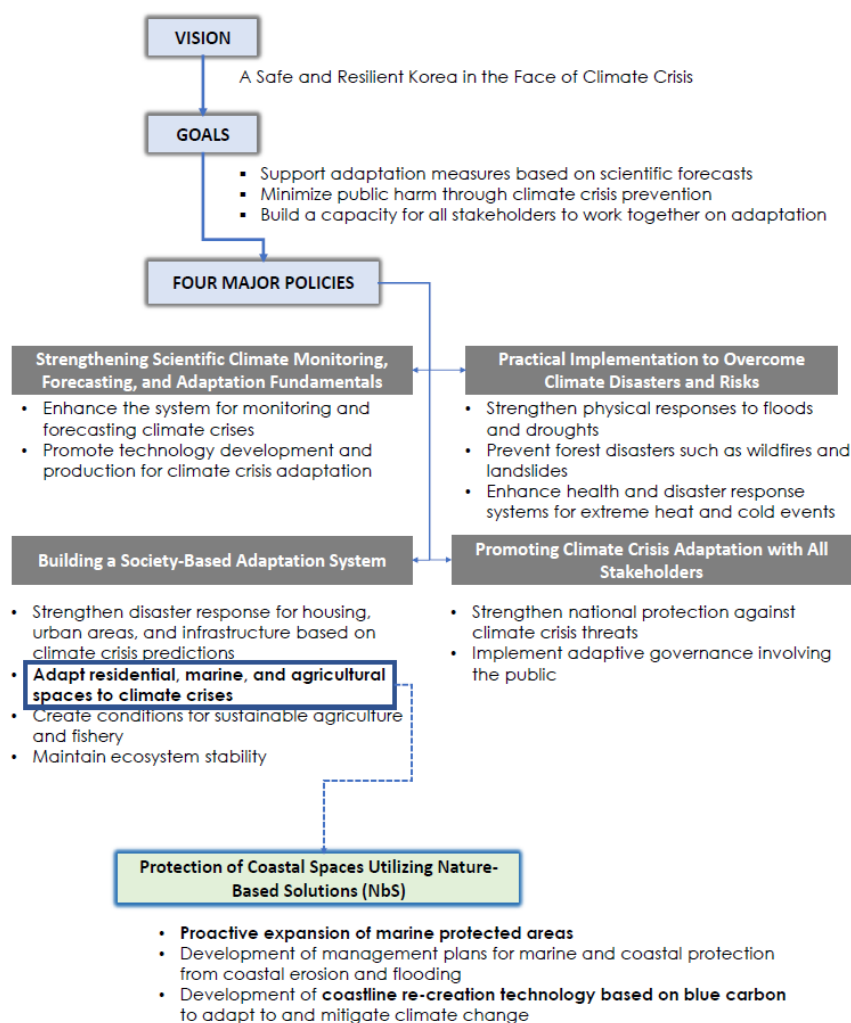 VISION
A Safe and Resilient Korea in the Face of Climate Crisis
GOALS
▪ Support adaptation measures based on scientific forecasts
▪ Minimize public harm through climate crisis prevention
▪ Build a capacity for all stakeholders to work together on adaptation
FOUR MAJOR POLICIES
Strengthening Scientific Climate Monitoring,
Forecasting, and Adaptation Fundamentals
• Enhance the system for monitoring and
forecasting climate crises
• Promote technology development and
production for climate crisis adaptation
Practical Implementation to Overcome
Climate Disasters and Risks
• Strengthen physical responses to floods
and droughts
• Prevent forest disasters such as wildfires and
landslides
• Enhance health and disaster response
systems for extreme heat and cold events
Building a Society-Based Adaptation System
• Strengthen disaster response for housing,
urban areas, and infrastructure based on
climate crisis predictions
• Adapt residential, marine, and agricultural
spaces to climate crises
• Create conditions for sustainable agriculture
and fishery
• Maintain ecosystem stability
Promoting Climate Crisis Adaptation with All
Stakeholders
• Strengthen national protection against
climate crisis threats
• Implement adaptive governance involving
the public
Protection of Coastal Spaces Utilizing Nature-
Based Solutions (NbS)
• Proactive expansion of marine protected areas
• Development of management plans for marine and coastal protection
from coastal erosion and flooding
• Development of coastline re-creation technology based on blue carbon
to adapt to and mitigate climate change